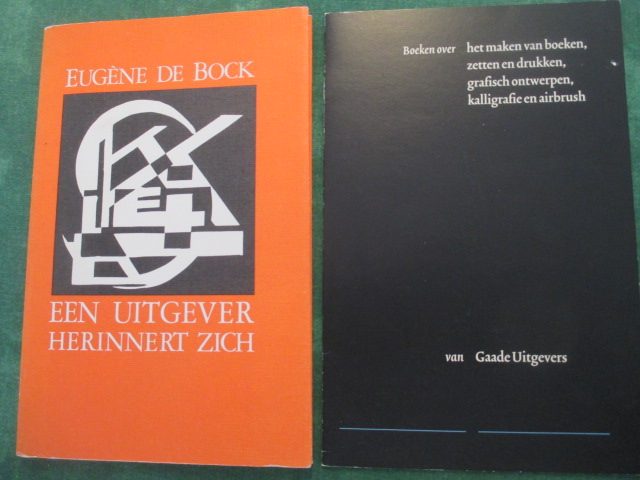 EUGÈNE DE BOCK
EEN UITGEVER
HERINNERT ZICH
Boeken over het maken van boeken,
zetten en drukken,
grafisch ontwerpen,
kalligrafie en airbrush
van Gaade Uitgevers